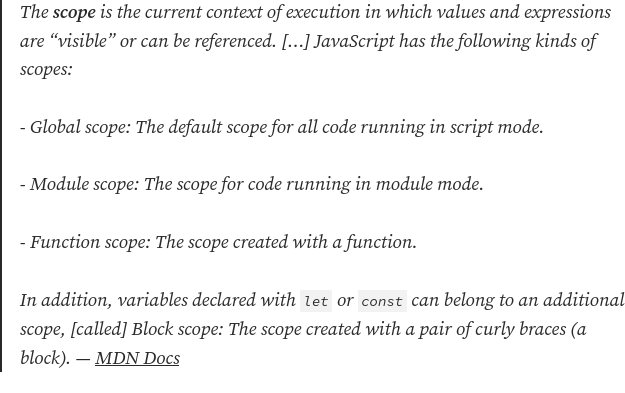 The scope is the current context of execution in which values and expressions
are “visible” or can be referenced. […] JavaScript has the following kinds of
scopes:
- Global scope: The default scope for all code running in script mode.
- Module scope: The scope for code running in module mode.
- Function scope: The scope created with a function.
In addition, variables declared with let or const can belong to an additional
scope, [called] Block scope: The scope created with a pair of curly braces (a
block). — MDN Docs